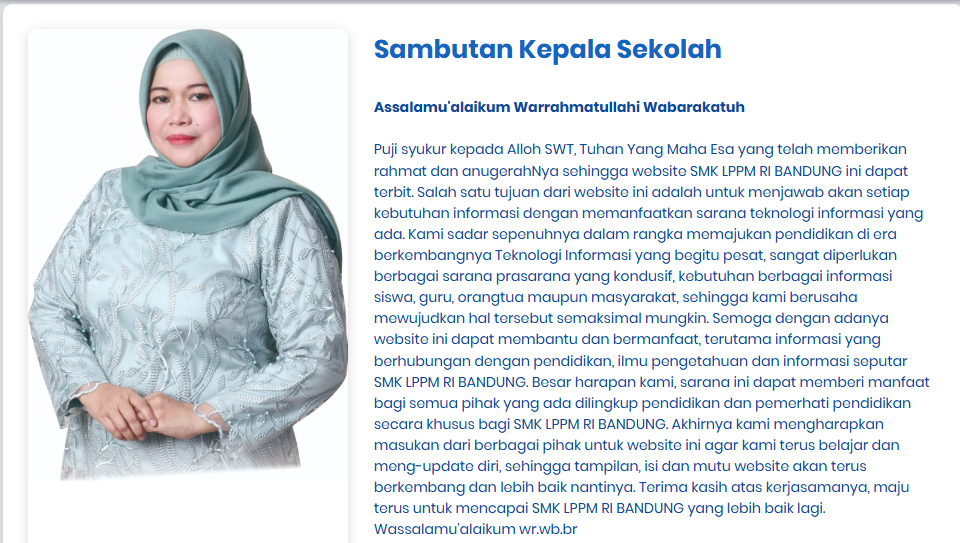 Sambutan Kepala Sekolah
Assalamu'alaikum Warrahmatullahi Wabarakatuh
Puji syukur kepada Alloh SWT, Tuhan Yang Maha Esa yang telah memberikan
rahmat dan anugerahNya sehingga website SMK LPPM RI BANDUNG ini dapat
terbit. Salah satu tujuan dari website ini adalah untuk menjawab akan setiap
kebutuhan informasi dengan memanfaatkan sarana teknologi informasi yang
ada. Kami sadar sepenuhnya dalam rangka memajukan pendidikan di era
berkembangnya Teknologi Informasi yang begitu pesat, sangat diperlukan
berbagai sarana prasarana yang kondusif, kebutuhan berbagai informasi
siswa, guru, orangtua maupun masyarakat, sehingga kami berusaha
mewujudkan hal tersebut semaksimal mungkin. Semoga dengan adanya
website ini dapat membantu dan bermanfaat, terutama informasi yang
berhubungan dengan pendidikan, ilmu pengetahuan dan informasi seputar
SMK LPPM RI BANDUNG. Besar harapan kami, sarana ini dapat memberi manfaat
bagi semua pihak yang ada dilingkup pendidikan dan pemerhati pendidikan
secara khusus bagi SMK LPPM RI BANDUNG. Akhirnya kami mengharapkan
masukan dari berbagai pihak untuk website ini agar kami terus belajar dan
meng-update diri, sehingga tampilan, isi dan mutu website akan terus
berkembang dan lebih baik nantinya. Terima kasih atas kerjasamanya, maju
terus untuk mencapai SMK LPPM RI BANDUNG yang lebih baik lagi.
Wassalamu'alaikum wr.wb.br